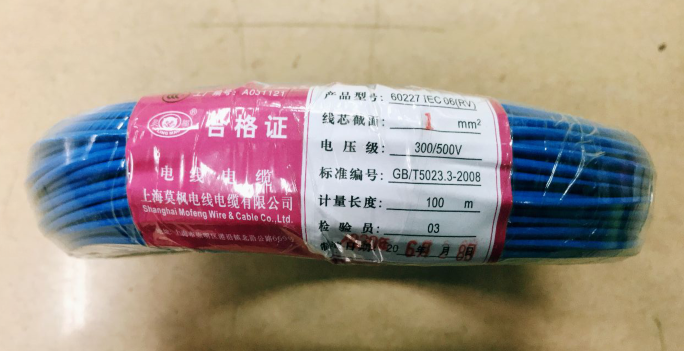 编号: A031121
合格证
电线电缆
上海莫枫电线电缆有限公司
Shanghai Mofeng Wire & Cable Co.,Ltd.
产品型号: 60227 IEC 06(RV)
线芯截面: 1 mm²
电压级: 300/500V
标准编号: GB/T5023.3-2008
计量长度: 100 m
检验员: 03